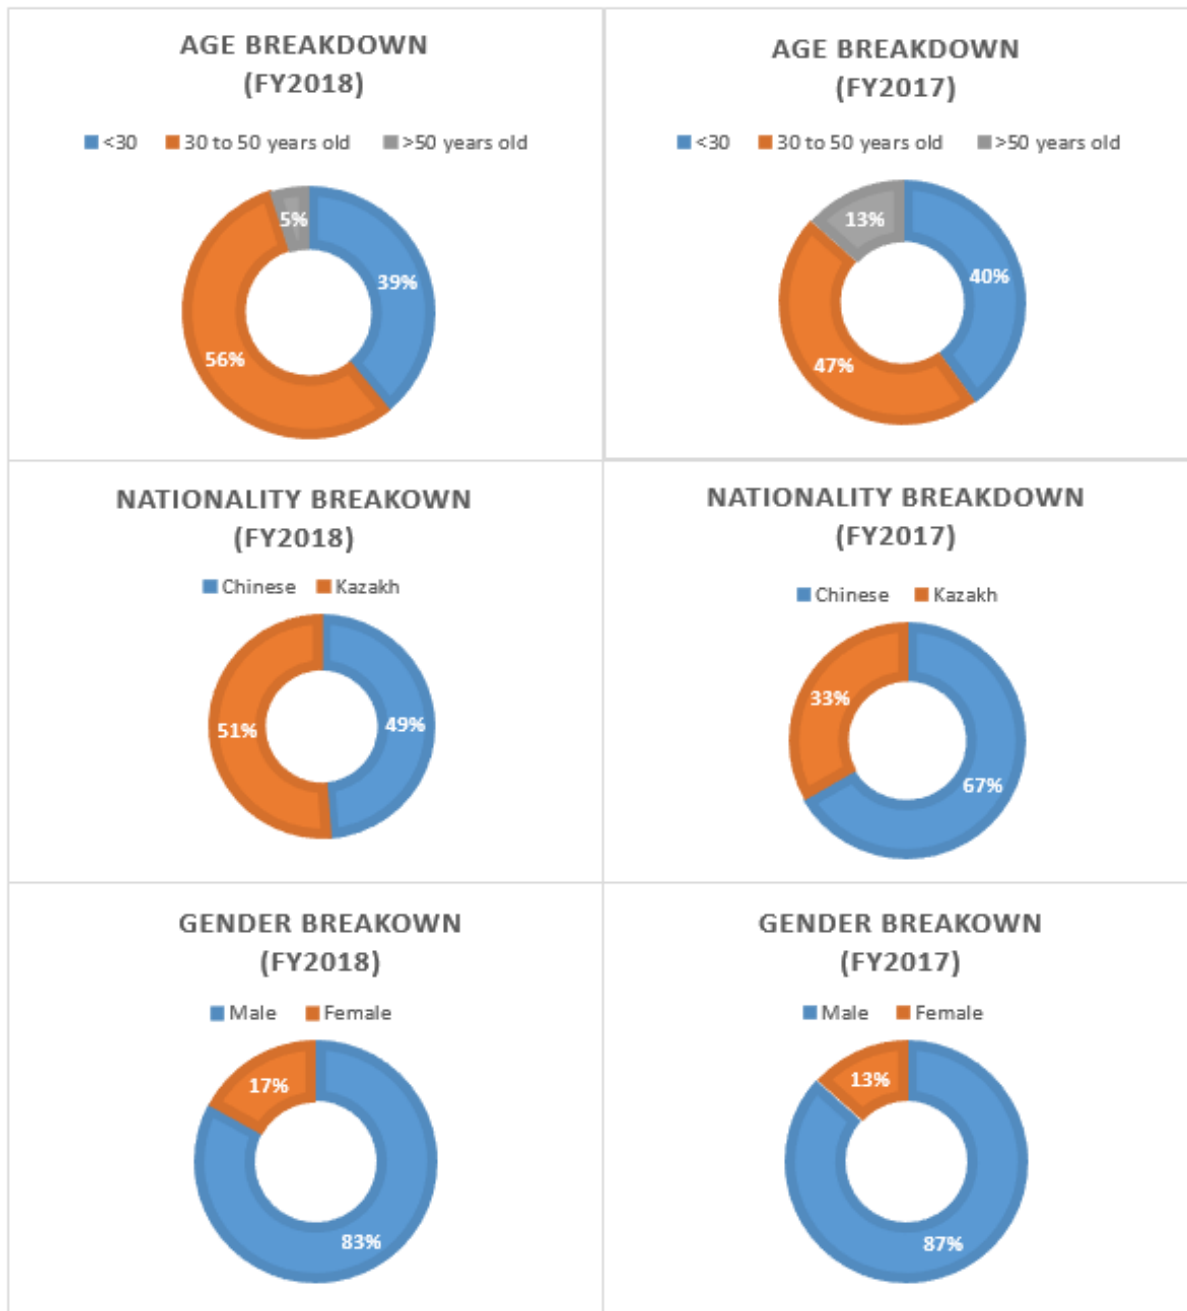 AGE BREAKDOWN
(FY2018)
<30 30 to 50 years old >50 years old
5%
39%
56%
AGE BREAKDOWN
(FY2017)
<30 30 to 50 years old >50 years old
13%
40%
47%
NATIONALITY BREAKOWN
(FY2018)
Chinese Kazakh
51% 49%
NATIONALITY BREAKDOWN
(FY2017)
Chinese Kazakh
33%
67%
GENDER BREAKOWN
(FY2018)
Male Female
17%
83%
GENDER BREAKOWN
(FY2017)
Male Female
13%
87%